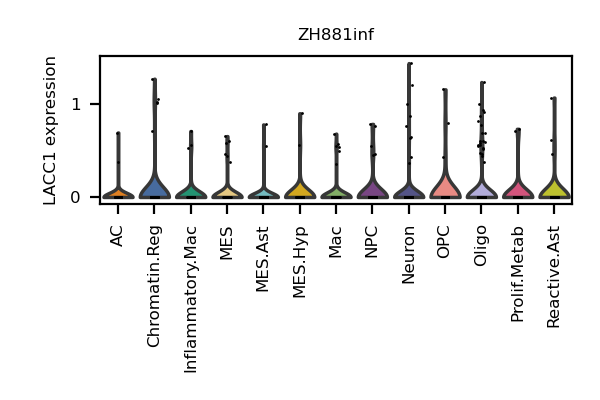 ZH881inf
LACC1 expression
1
0
AC
Chromatin.Reg
Inflammatory.Mac
MES
MES.Ast
MES.Hyp
Mac
NPC
Neuron
OPC
Oligo
Prolif.Metab
Reactive.Ast